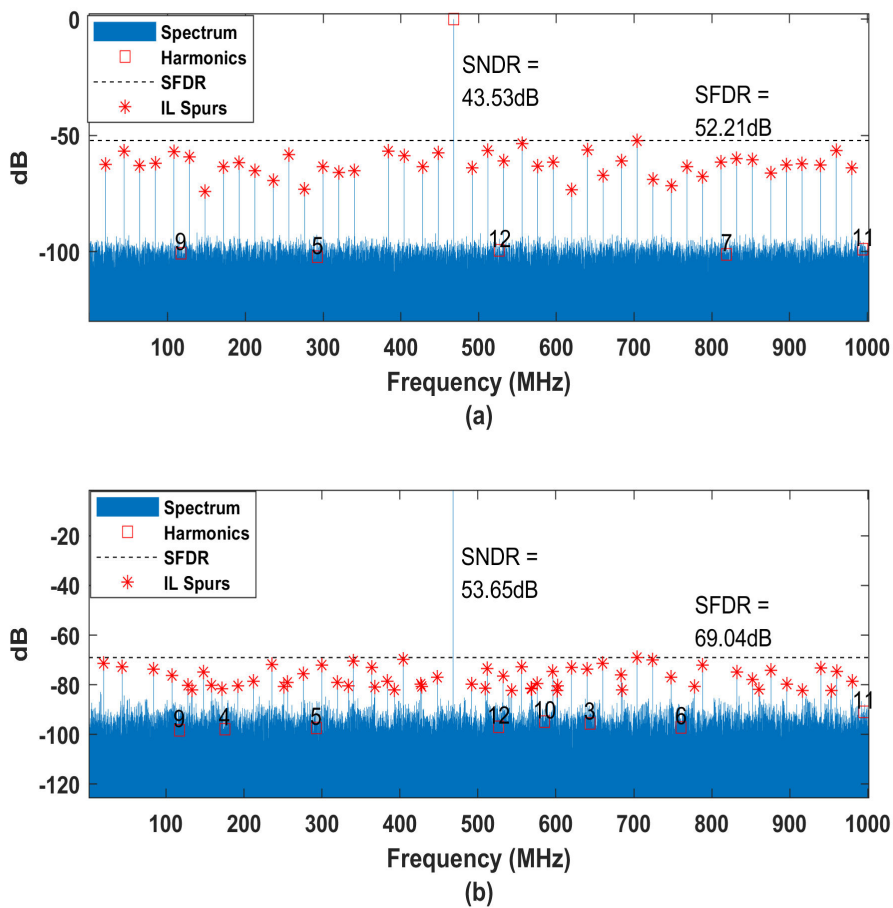 0
-50
-100
dB
Spectrum
Harmonics
SFDR
IL Spurs
SNDR =
43.53dB
SFDR =
52.21dB
9
5
12
7
11
100 200 300 400 500 600 700 800 900 1000
Frequency (MHz)
(a)
-20
-40
-60
-80
-100
-120
dB
Spectrum
Harmonics
SFDR
IL Spurs
SNDR =
53.65dB
SFDR =
69.04dB
9
4
5
12
10
3
6
11
100 200 300 400 500 600 700 800 900 1000
Frequency (MHz)
(b)